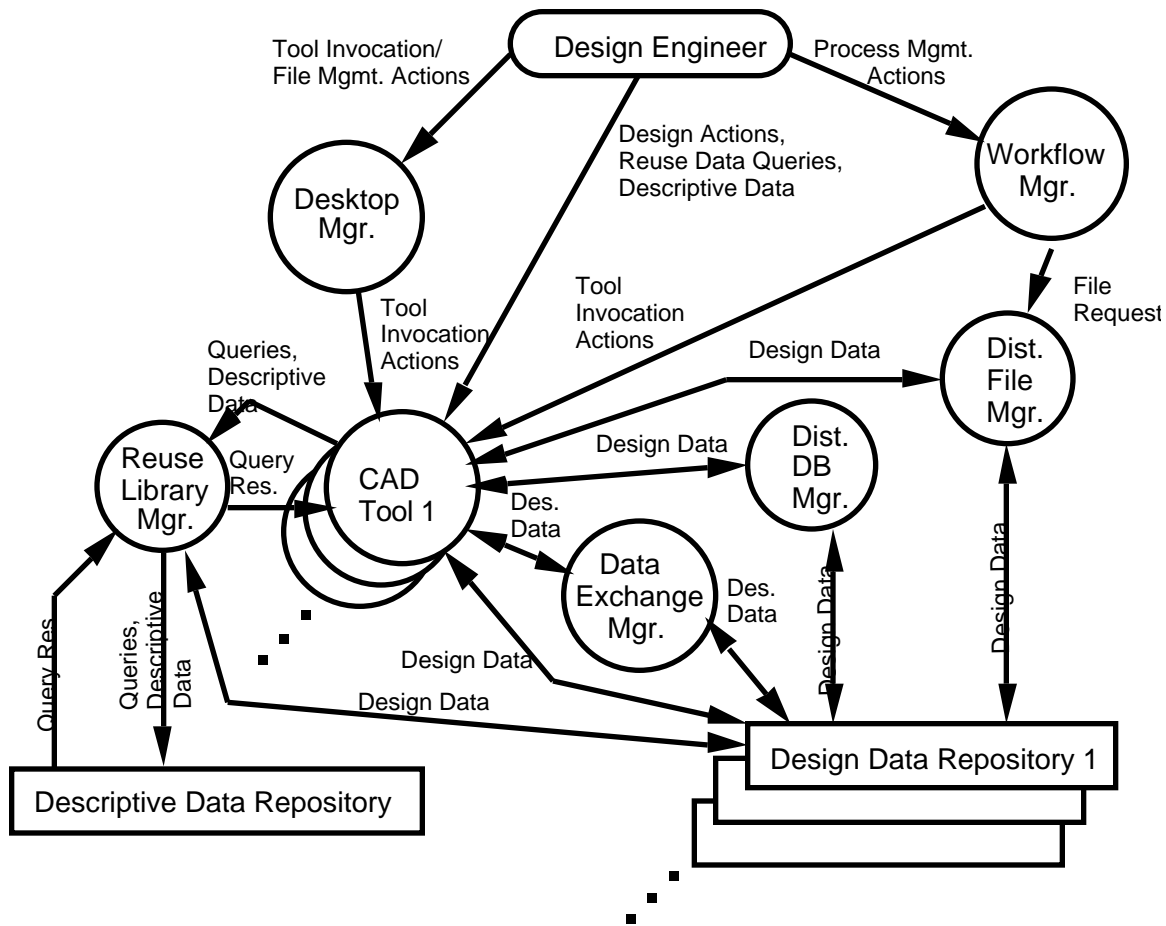 Design Engineer
Tool Invocation/
File Mgmt. Actions
Process Mgmt.
Actions
Design Actions,
Reuse Data Queries,
Descriptive Data
Workflow
Mgr.
Desktop
Mgr.
Tool
Invocation
Actions
Tool
Invocation
Actions
File
Request
Queries,
Descriptive
Data
Design Data
Dist.
File
Mgr.
Reuse
Library
Mgr.
Query
Res.
CAD
Tool 1
Design Data
Dist.
DB
Mgr.
Des.
Data
Data
Exchange
Mgr.
Des.
Data
Design Data
Design Data
Query Res.
Queries,
Descriptive
Data
Design Data
Design Data
Design Data Repository 1
Descriptive Data Repository